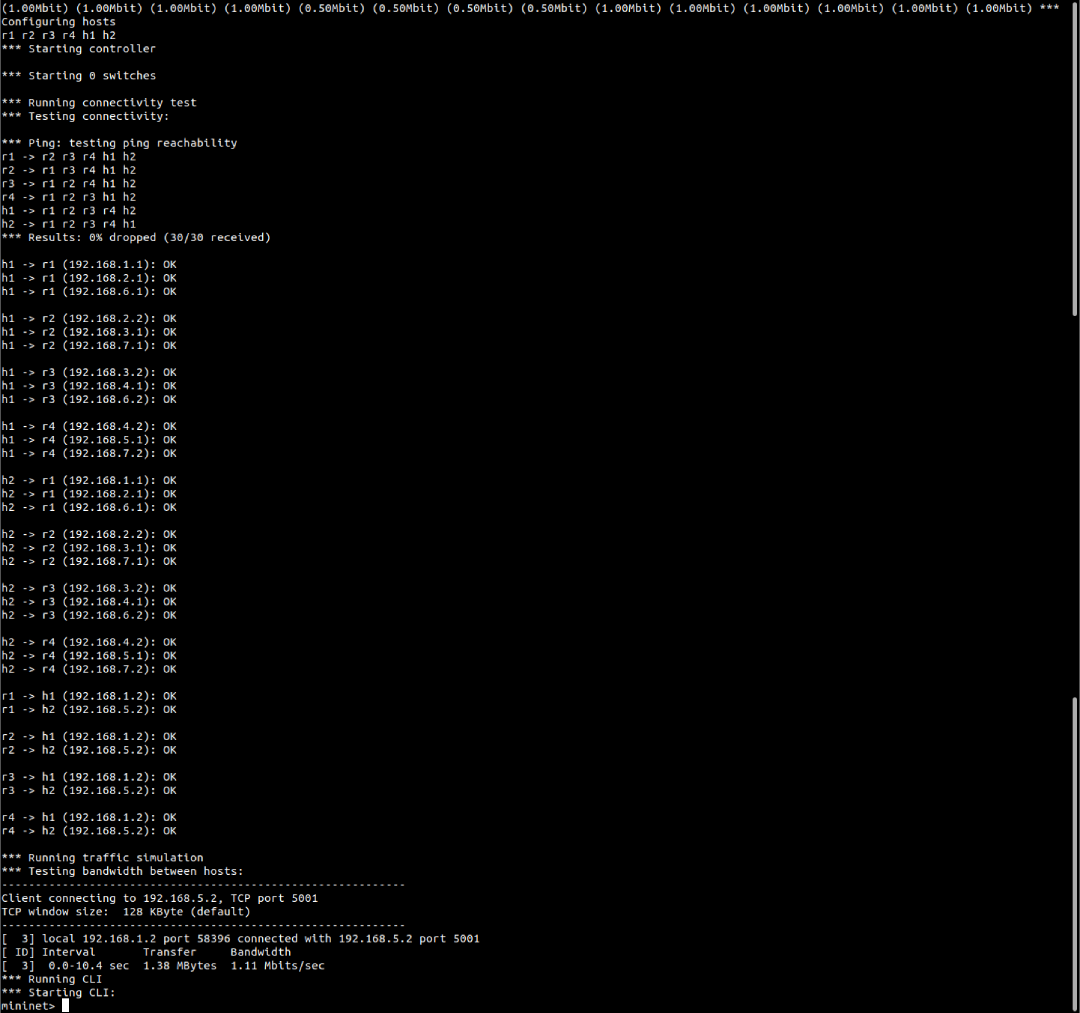 (1.00Mbit) (1.00Mbit) (1.00Mbit) (1.00Mbit) (0.50Mbit) (0.50Mbit) (0.50Mbit) (0.50Mbit) (1.00Mbit) (1.00Mbit) (1.00Mbit) (1.00Mbit) (1.00Mbit) (1.00Mbit) ***
Configuring hosts
r1 r2 r3 r4 h1 h2
*** Starting controller
*** Starting 0 switches
*** Running connectivity test
*** Testing connectivity:
*** Ping: testing ping reachability
r1 -> r2 r3 r4 h1 h2
r2 -> r1 r3 r4 h1 h2
r3 -> r1 r2 r4 h1 h2
r4 -> r1 r2 r3 h1 h2
h1 -> r1 r2 r3 r4 h2
h2 -> r1 r2 r3 r4 h1
*** Results: 0% dropped (30/30 received)
h1 -> r1 (192.168.1.1): OK
h1 -> r1 (192.168.2.1): OK
h1 -> r1 (192.168.6.1): OK
h1 -> r2 (192.168.2.2): OK
h1 -> r2 (192.168.3.1): OK
h1 -> r2 (192.168.7.1): OK
h1 -> r3 (192.168.3.2): OK
h1 -> r3 (192.168.4.1): OK
h1 -> r3 (192.168.6.2): OK
h1 -> r4 (192.168.4.2): OK
h1 -> r4 (192.168.5.1): OK
h1 -> r4 (192.168.7.2): OK
h2 -> r1 (192.168.1.1): OK
h2 -> r1 (192.168.2.1): OK
h2 -> r1 (192.168.6.1): OK
h2 -> r2 (192.168.2.2): OK
h2 -> r2 (192.168.3.1): OK
h2 -> r2 (192.168.7.1): OK
h2 -> r3 (192.168.3.2): OK
h2 -> r3 (192.168.4.1): OK
h2 -> r3 (192.168.6.2): OK
h2 -> r4 (192.168.4.2): OK
h2 -> r4 (192.168.5.1): OK
h2 -> r4 (192.168.7.2): OK
r1 -> h1 (192.168.1.2): OK
r1 -> h2 (192.168.5.2): OK
r2 -> h1 (192.168.1.2): OK
r2 -> h2 (192.168.5.2): OK
r3 -> h1 (192.168.1.2): OK
r3 -> h2 (192.168.5.2): OK
r4 -> h1 (192.168.1.2): OK
r4 -> h2 (192.168.5.2): OK
*** Running traffic simulation
*** Testing bandwidth between hosts:
------------------------------------------------------------
Client connecting to 192.168.5.2, TCP port 5001
TCP window size:  128 KByte (default)
------------------------------------------------------------
[  3] local 192.168.1.2 port 58396 connected with 192.168.5.2 port 5001
[ ID] Interval       Transfer     Bandwidth
[  3]  0.0-10.4 sec  1.38 MBytes  1.11 Mbits/sec
*** Running CLI
*** Starting CLI:
mininet>